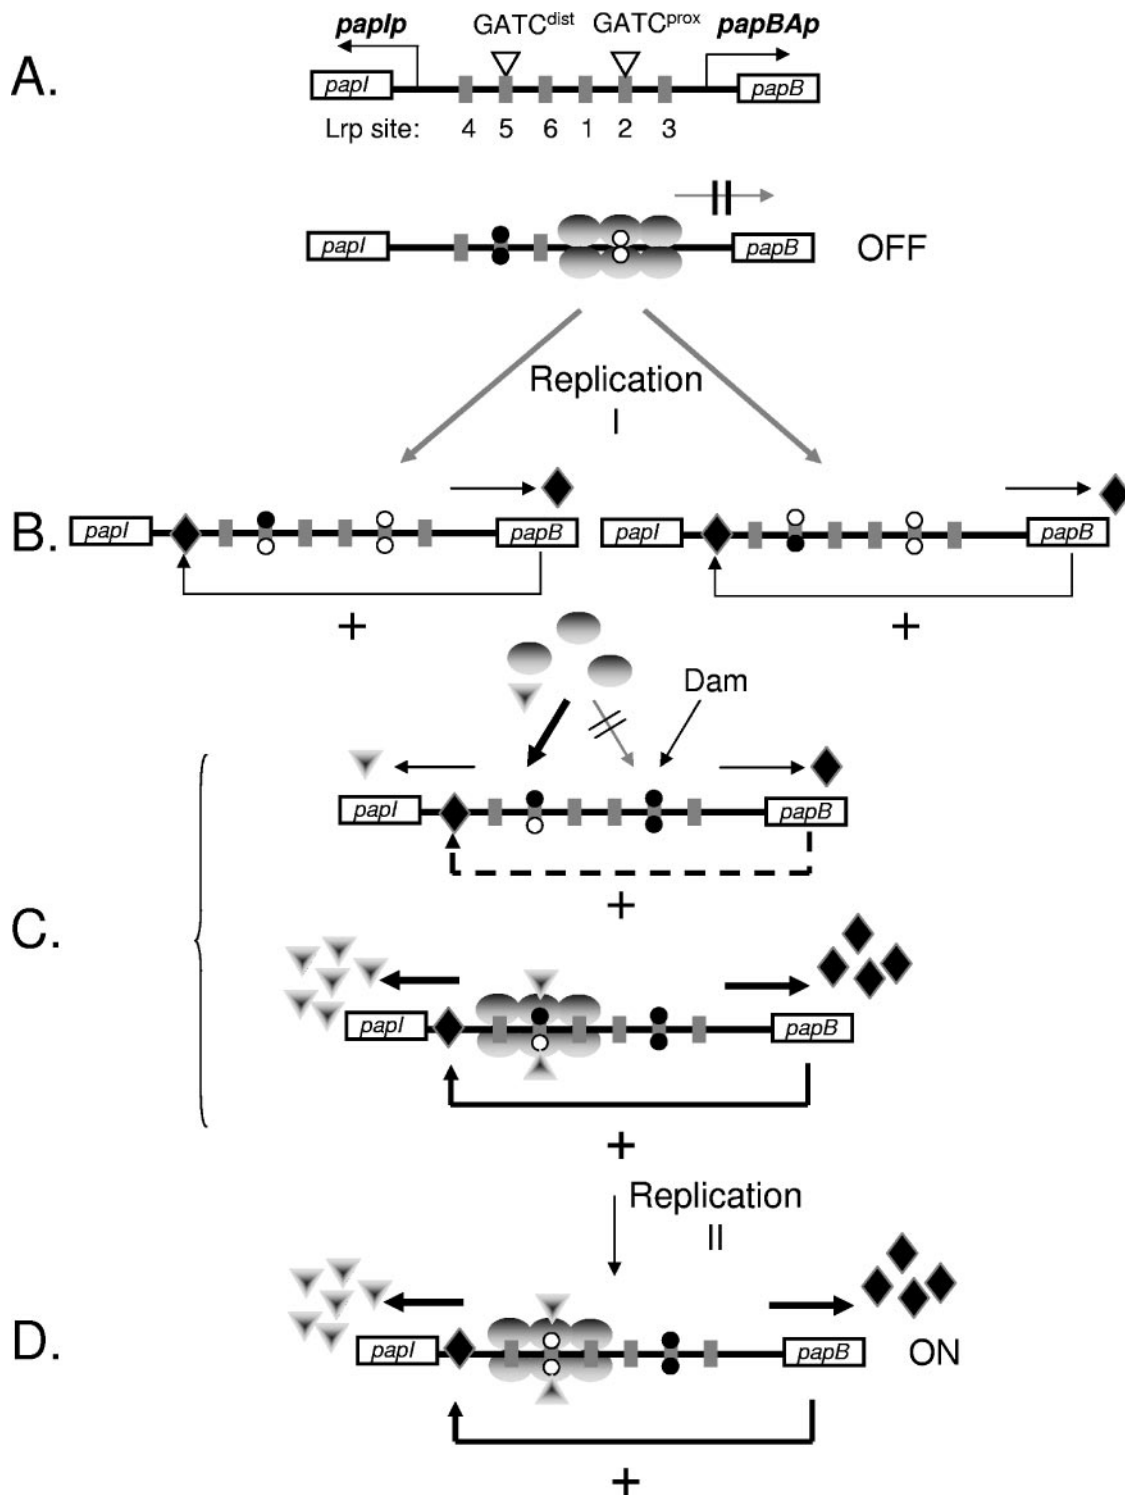 A.
papIp GATCdist GATCprox papBAp
papI papB
Lrp site: 4 5 6 1 2 3
papI papB OFF
Replication
I
B.
papI papB papI papB
+ +
Dam
papI papB
+
C.
papI papB
+
Replication
II
D.
papI papB ON
+